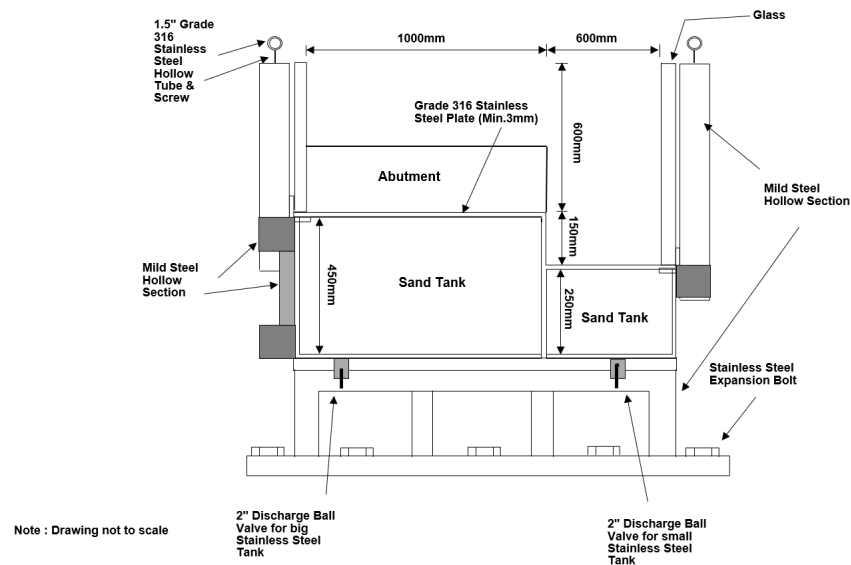 1.5" Grade
316
Stainless
Steel
Hollow
Tube &
Screw
1000mm
600mm
Glass
Grade 316 Stainless
Steel Plate (Min.3mm)
600mm
Abutment
Mild Steel
Hollow Section
150mm
Mild Steel
Hollow
Section
450mm
Sand Tank
250mm
Sand Tank
Stainless Steel
Expansion Bolt
2" Discharge Ball
Valve for big
Stainless Steel
Tank
2" Discharge Ball
Valve for small
Stainless Steel
Tank
Note : Drawing not to scale